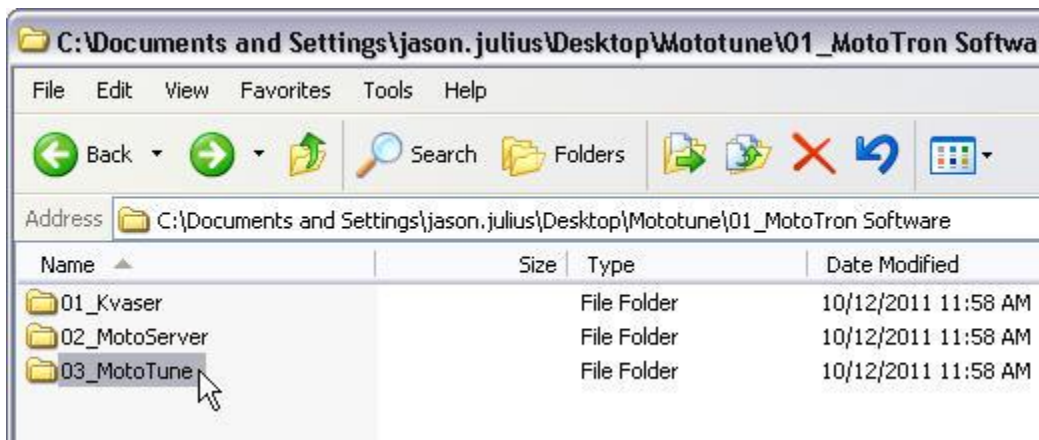 C:\Documents and Settings\jason.julius\Desktop\Mototune\01_MotoTron Softwa
File Edit View Favorites Tools Help
Back Search Folders
Address C:\Documents and Settings\jason.julius\Desktop\Mototune\01_MotoTron Software
Name Size Type Date Modified
01_Kvaser File Folder 10/12/2011 11:58 AM
02_MotoServer File Folder 10/12/2011 11:58 AM
03_MotoTune File Folder 10/12/2011 11:58 AM